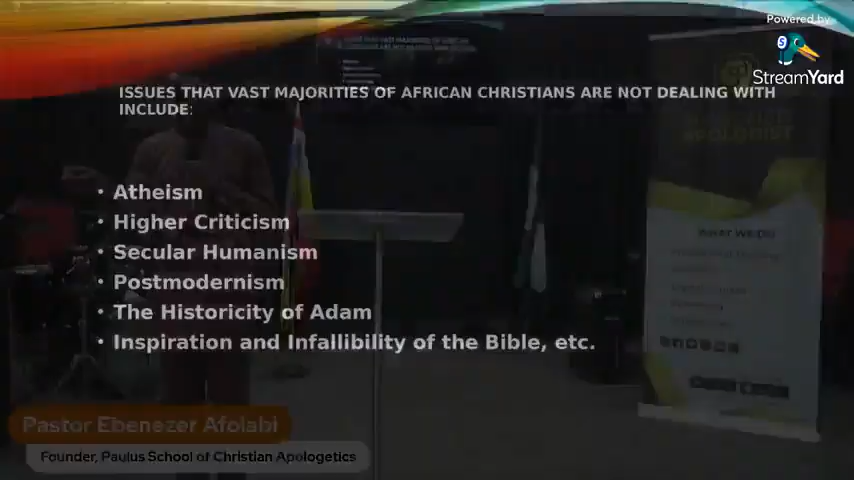 Powered by
StreamYard
ISSUES THAT VAST MAJORITIES OF AFRICAN CHRISTIANS ARE NOT DEALING WITH
INCLUDE:
• Atheism
• Higher Criticism
• Secular Humanism
• Postmodernism
• The Historicity of Adam
• Inspiration and Infallibility of the Bible, etc.
APOLOGIST
Pastor Ebenezer Afolabi
Founder, Paulus School of Christian Apologetics